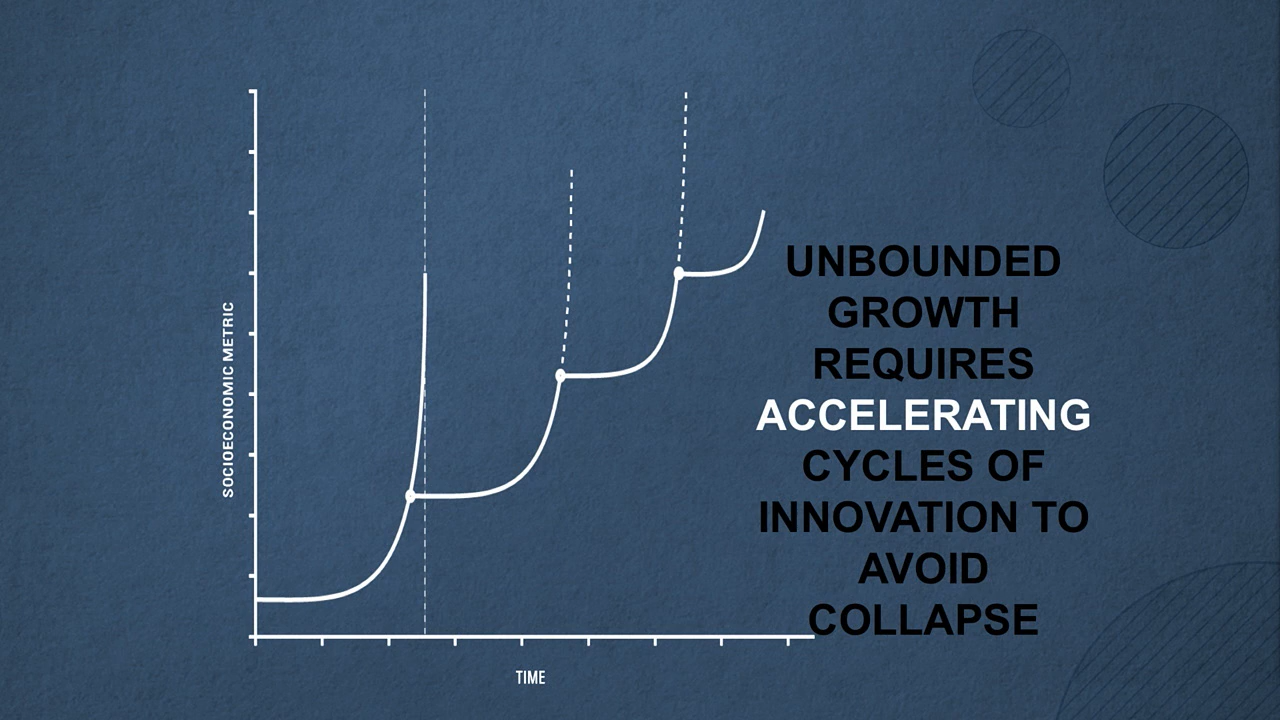 SOCIOECONOMIC METRIC
UNBOUNDED
GROWTH
REQUIRES
ACCELERATING
CYCLES OF
INNOVATION TO
AVOID
COLLAPSE
TIME